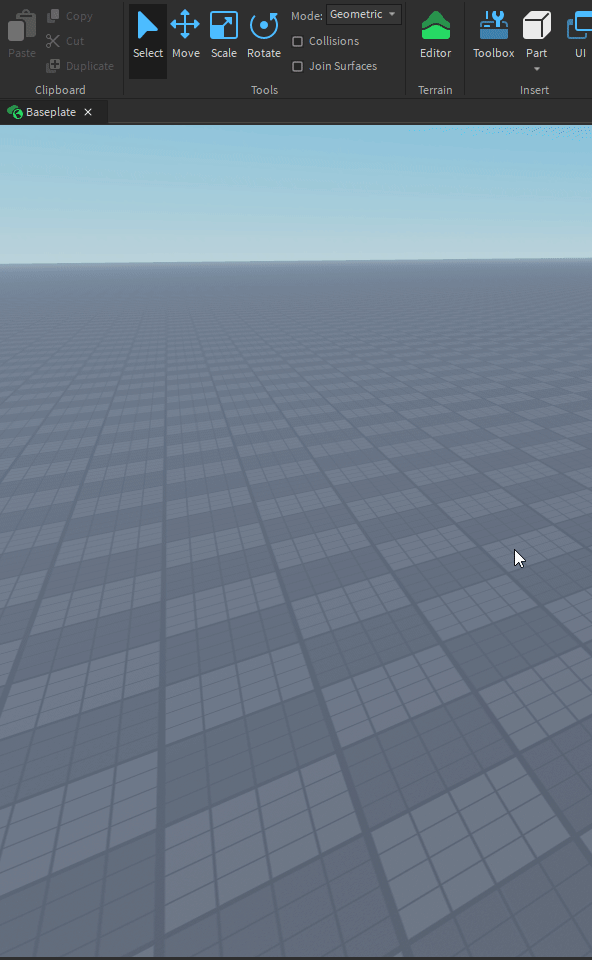 Paste
Copy
Cut
Duplicate
Clipboard
Select
Move
Scale
Rotate
Mode: Geometric
Collisions
Join Surfaces
Tools
Editor
Terrain
Toolbox
Part
UI
Insert
Baseplate